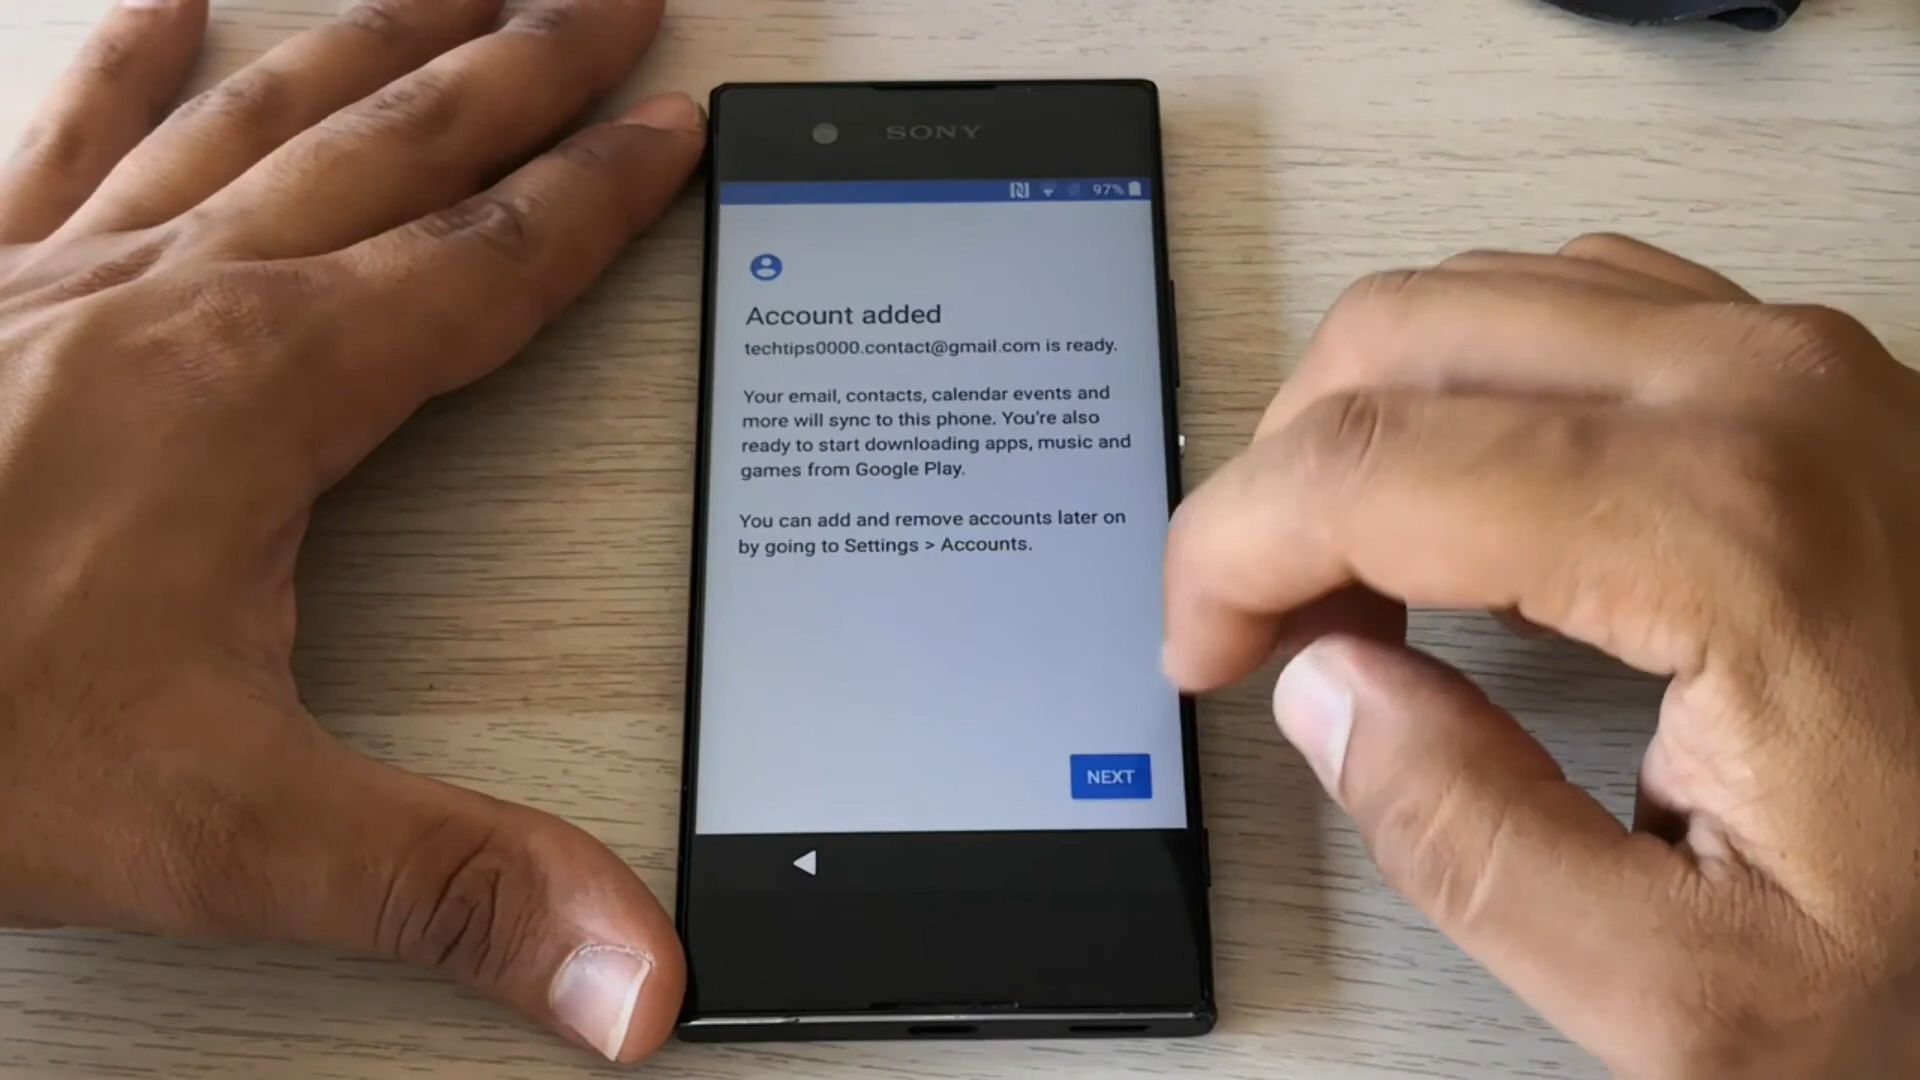 SONY
97%
Account added
techtips0000.contact@gmail.com is ready.
Your email, contacts, calendar events and
more will sync to this phone. You're also
ready to start downloading apps, music and
games from Google Play.
You can add and remove accounts later on
by going to Settings > Accounts.
NEXT